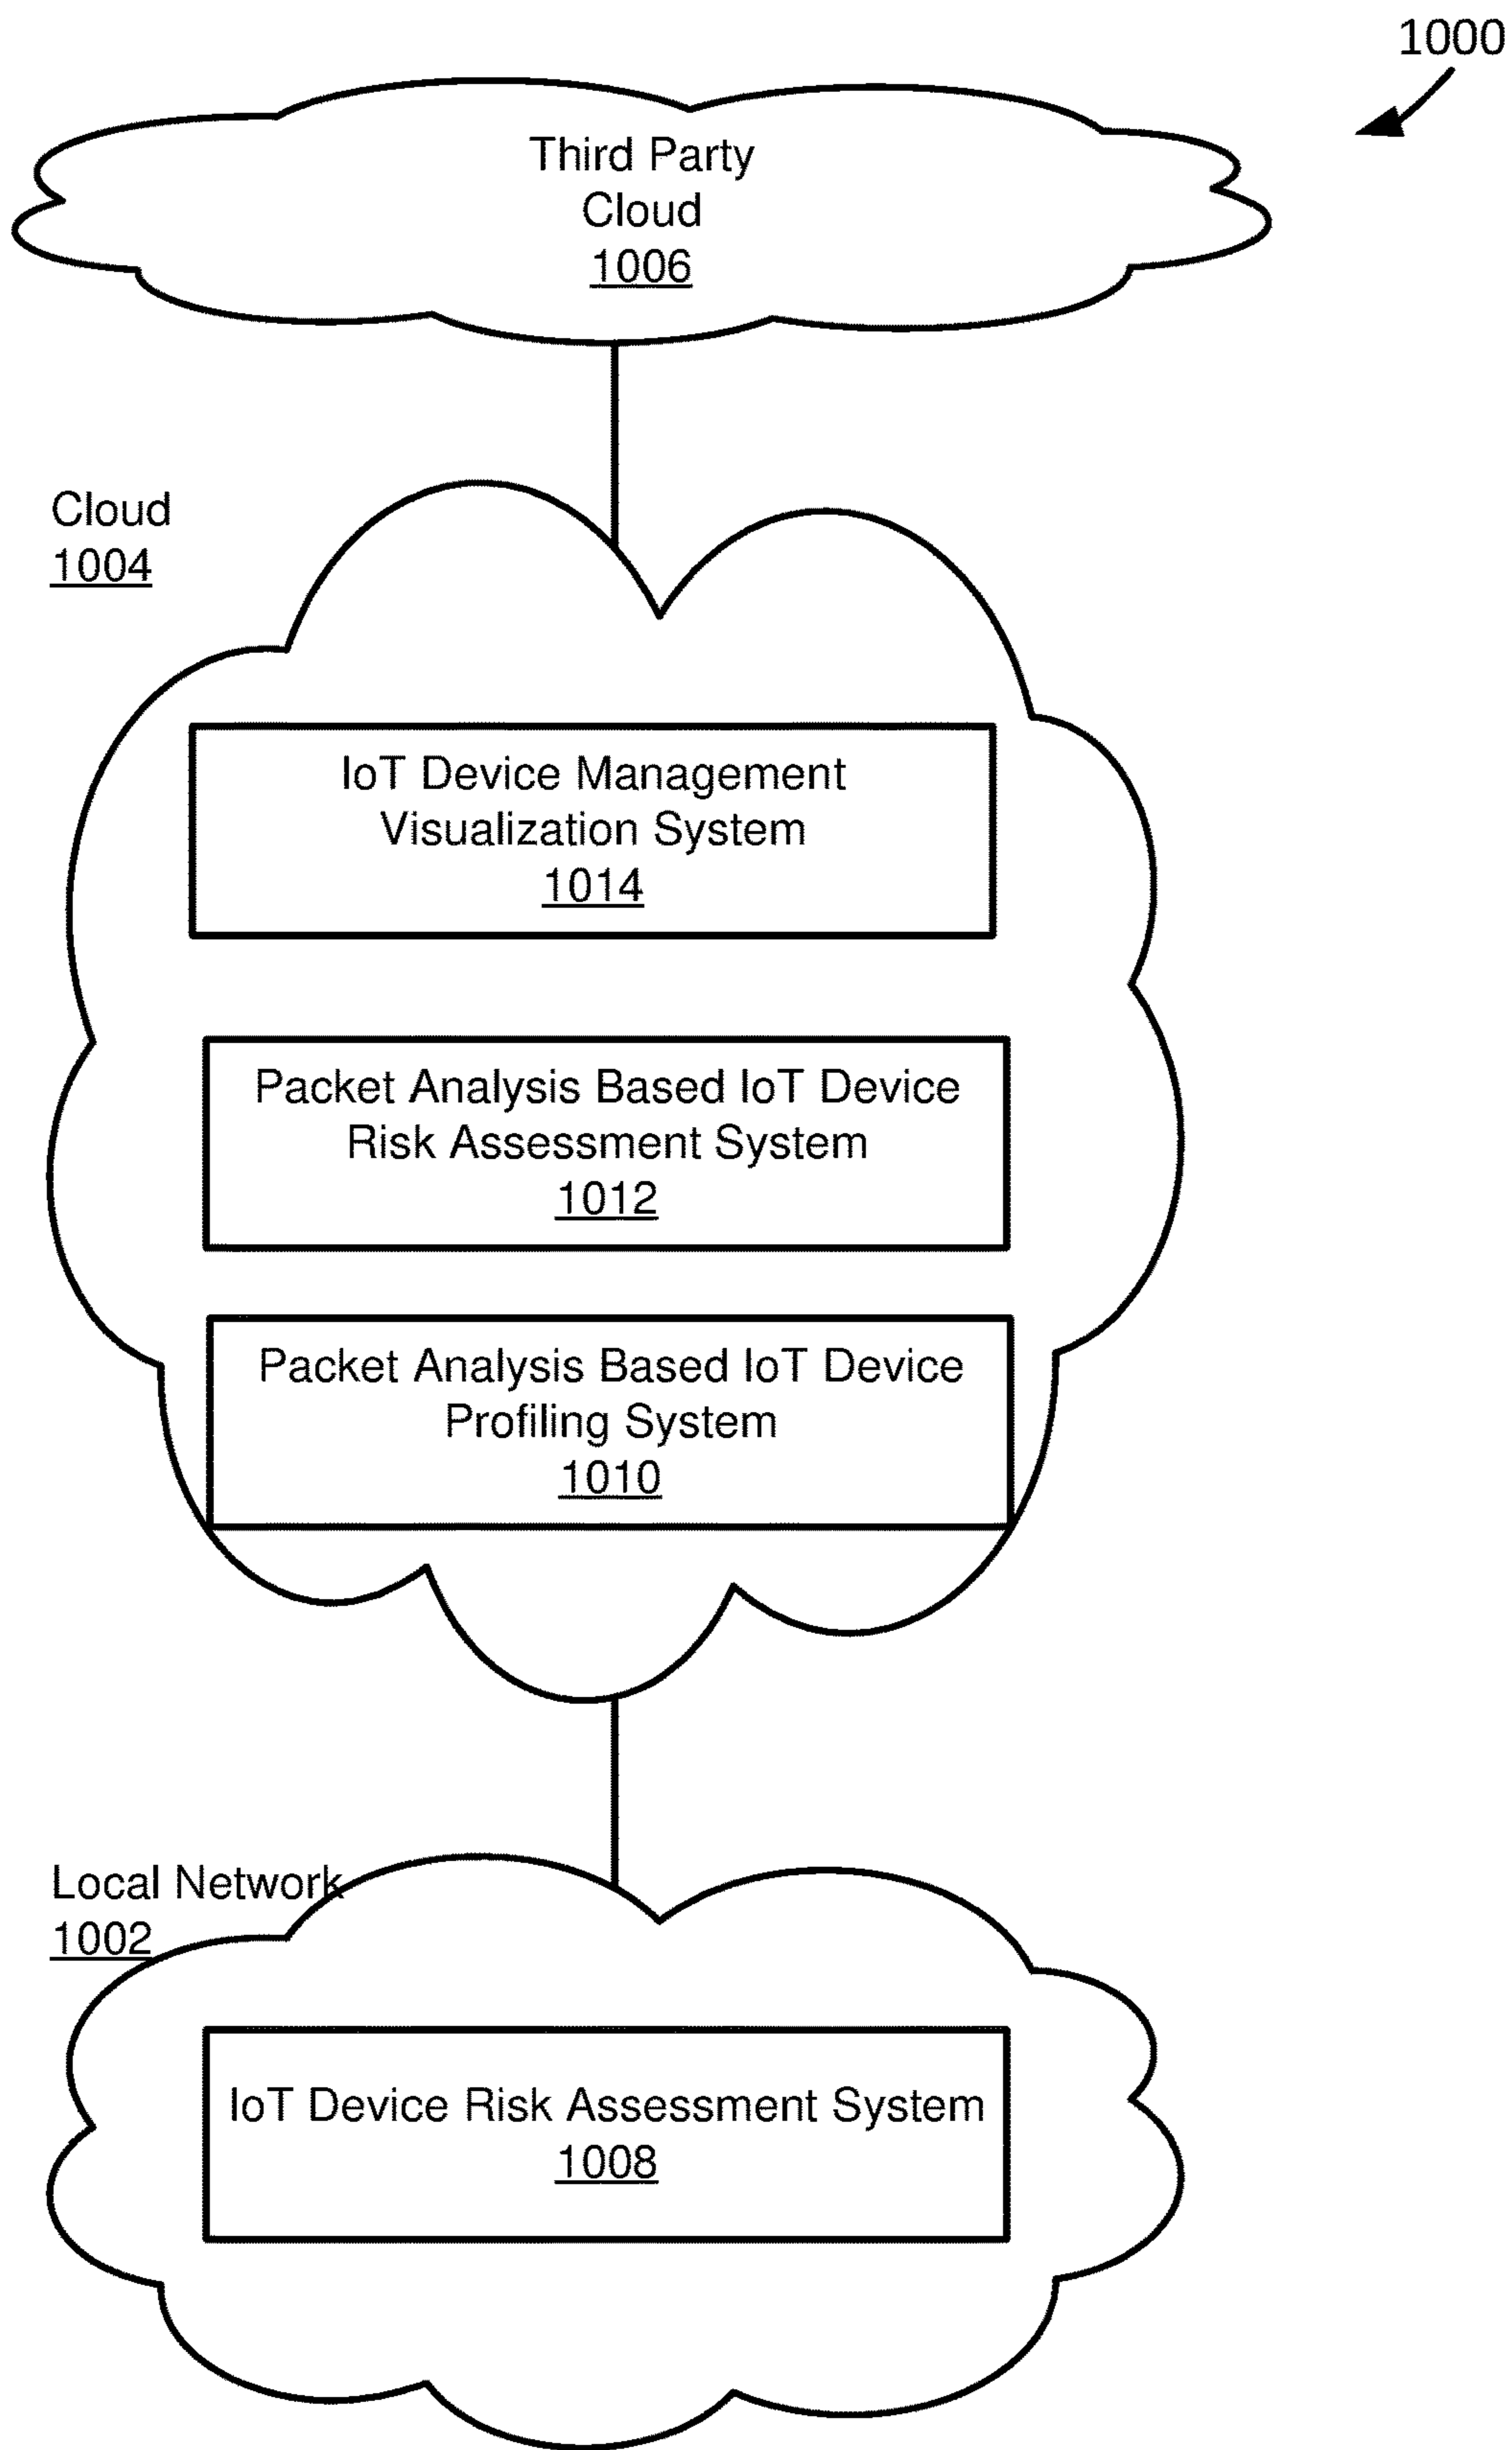 1000
Third Party
Cloud
1006
Cloud
1004
IoT Device Management
Visualization System
1014
Packet Analysis Based IoT Device
Risk Assessment System
1012
Packet Analysis Based IoT Device
Profiling System
1010
Local Network
1002
IoT Device Risk Assessment System
1008